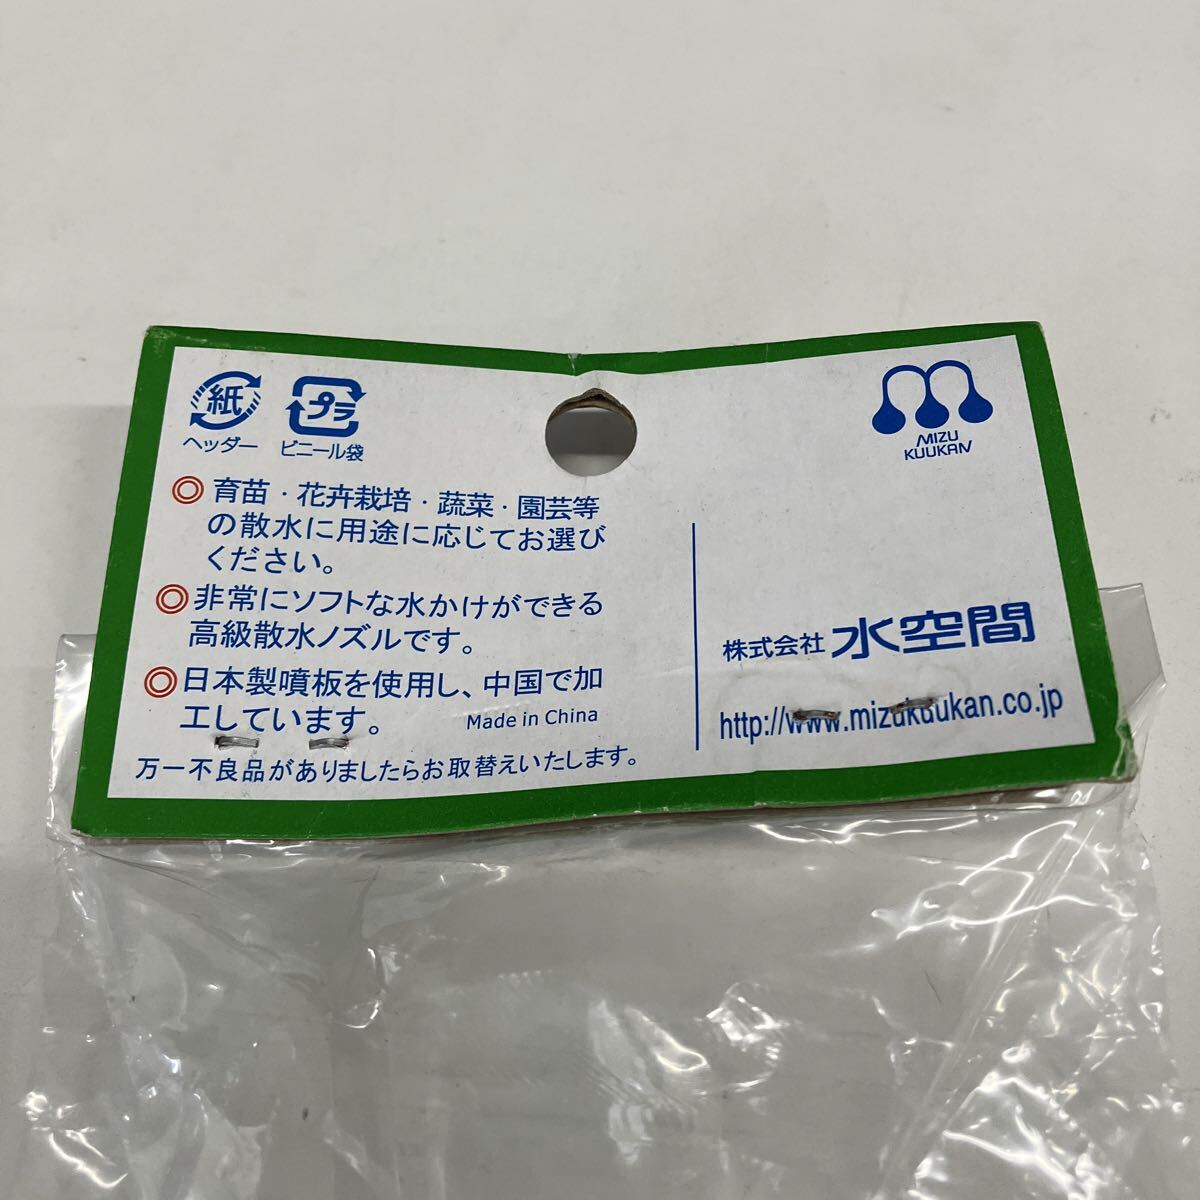 紙
ヘッダー
プラ
ビニール袋
◎ 育苗・花卉栽培・蔬菜・園芸等
の散水に用途に応じてお選び
ください。
◎ 非常にソフトな水かけができる
高級散水ノズルです。
◎ 日本製噴板を使用し、中国で加
工しています。
Made in China
万一不良品がありましたらお取替えいたします。
MIZU
KUUKAN
株式会社 水空間
http://www.mizukuukan.co.jp